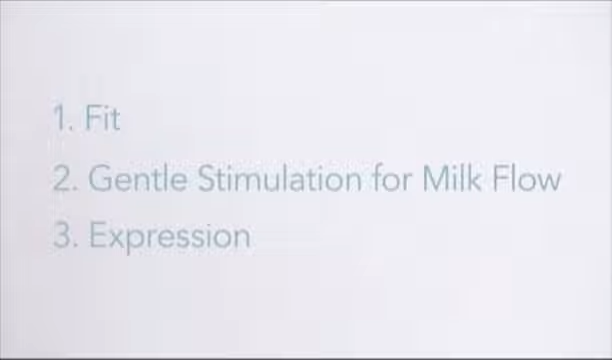 1. Fit
2. Gentle Stimulation for Milk Flow
3. Expression